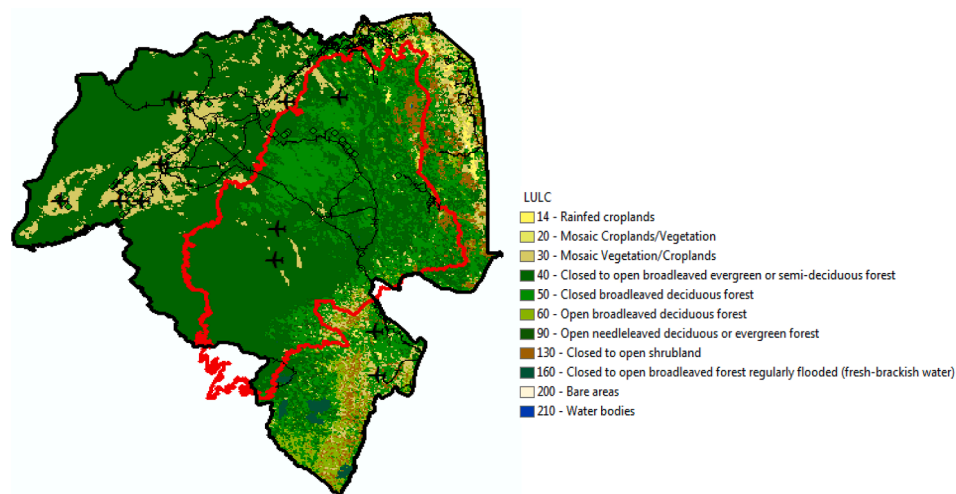 LULC
14 - Rainfed croplands
20 - Mosaic Croplands/Vegetation
30 - Mosaic Vegetation/Croplands
40 - Closed to open broadleaved evergreen or semi-deciduous forest
50 - Closed broadleaved deciduous forest
60 - Open broadleaved deciduous forest
90 - Open needleleaved deciduous or evergreen forest
130 - Closed to open shrubland
160 - Closed to open broadleaved forest regularly flooded (fresh-brackish water)
200 - Bare areas
210 - Water bodies